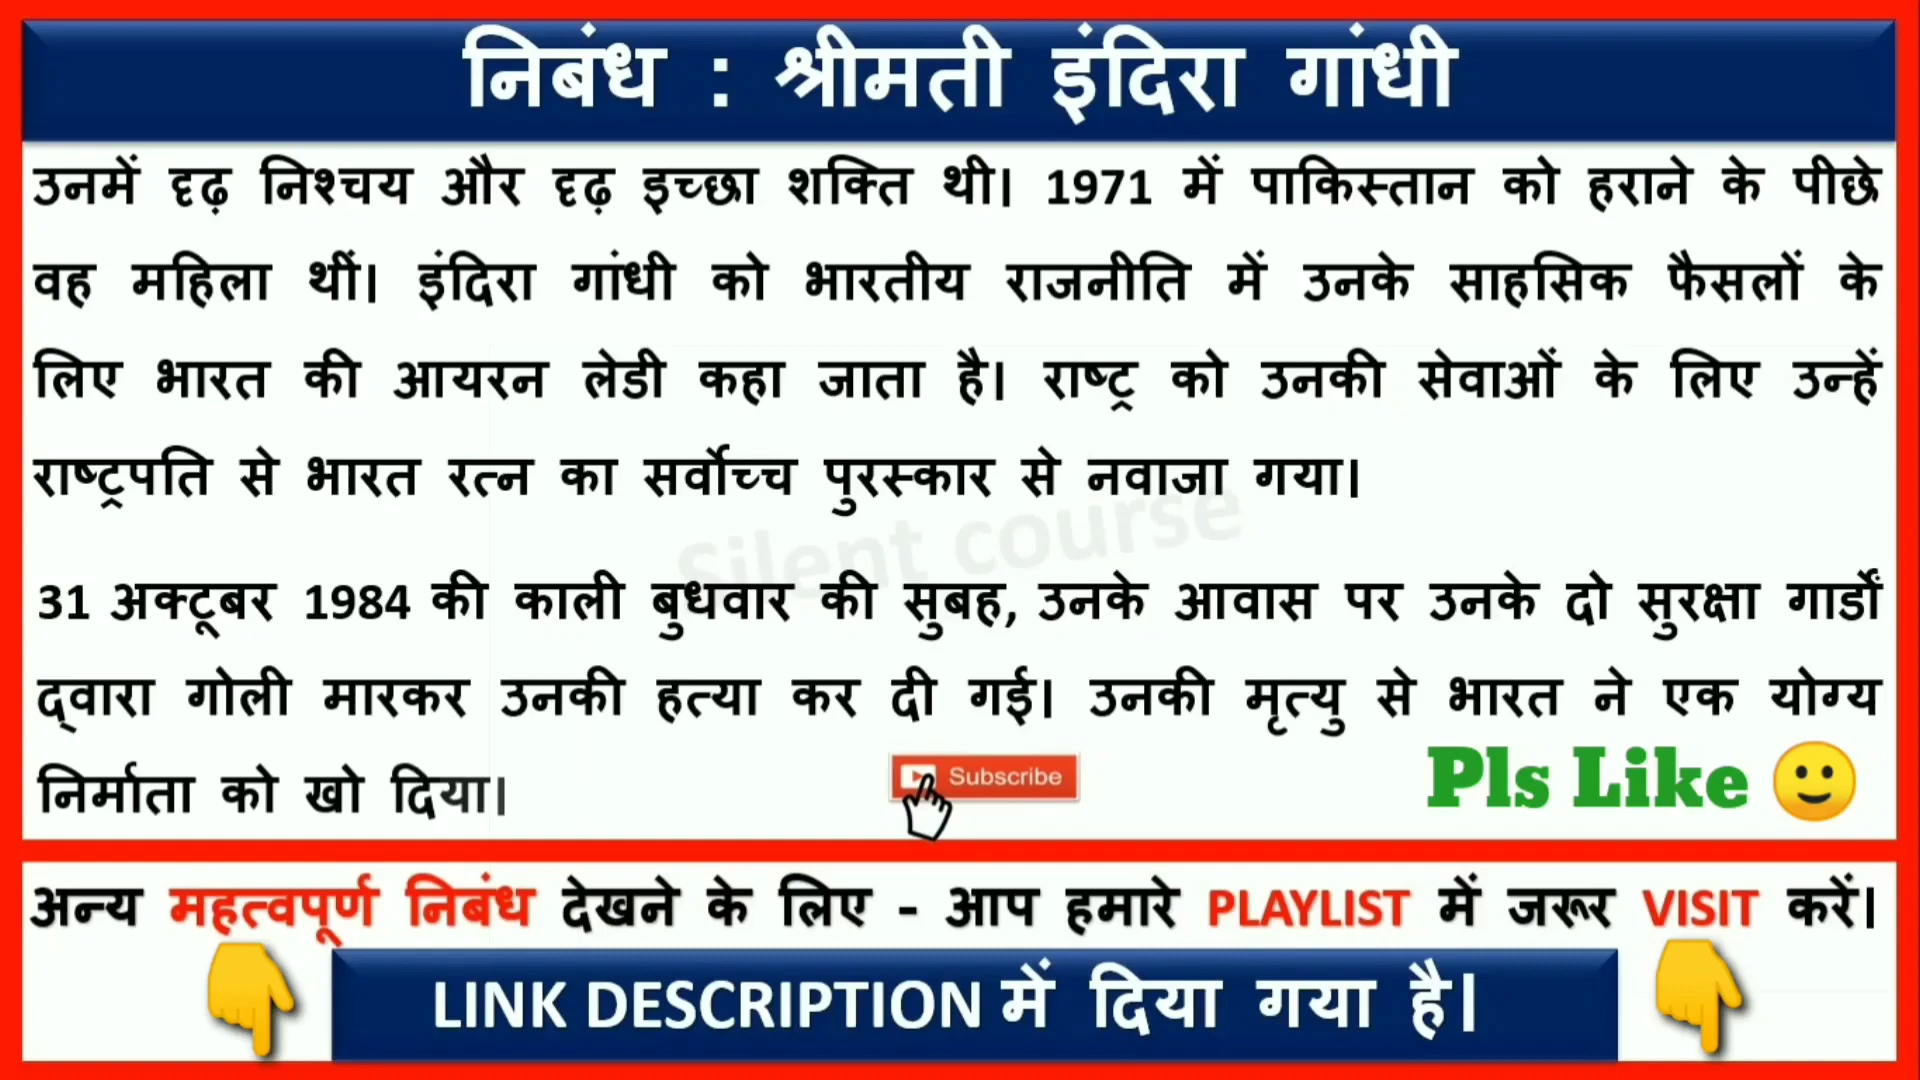 निबंध : श्रीमती इंदिरा गांधी
उनमें दृढ़ निश्चय और दृढ़ इच्छा शक्ति थी। 1971 में पाकिस्तान को हराने के पीछे
वह महिला थीं। इंदिरा गांधी को भारतीय राजनीति में उनके साहसिक फैसलों के
लिए भारत की आयरन लेडी कहा जाता है। राष्ट्र को उनकी सेवाओं के लिए उन्हें
राष्ट्रपति से भारत रत्न का सर्वोच्च पुरस्कार से नवाजा गया।
Silent course
31 अक्टूबर 1984 की काली बुधवार की सुबह, उनके आवास पर उनके दो सुरक्षा गार्डों
द्वारा गोली मारकर उनकी हत्या कर दी गई। उनकी मृत्यु से भारत ने एक योग्य
निर्माता को खो दिया।
Subscribe
Pls Like
अन्य महत्वपूर्ण निबंध देखने के लिए - आप हमारे PLAYLIST में जरूर VISIT करें।
LINK DESCRIPTION में दिया गया है।